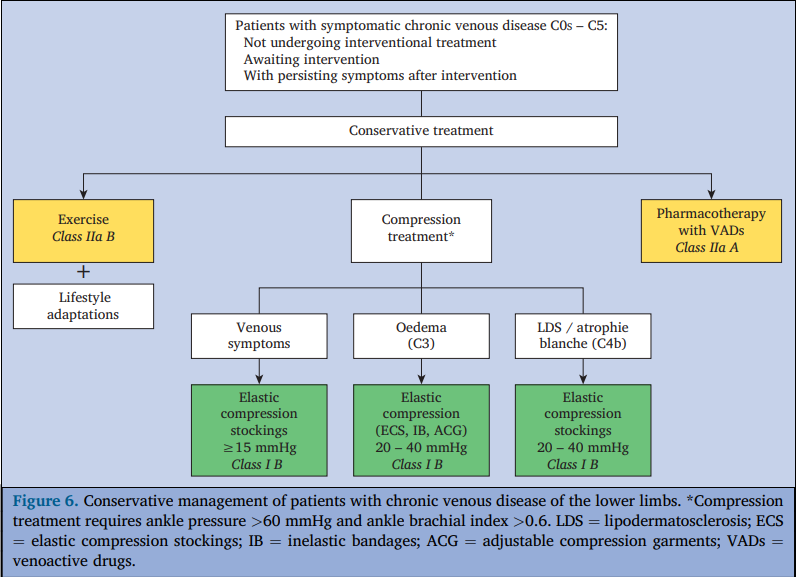 Patients with symptomatic chronic venous disease C0s – C5:
Not undergoing interventional treatment
Awaiting intervention
With persisting symptoms after intervention
Conservative treatment
Exercise
Class IIa B
+
Lifestyle
adaptations
Compression
treatment*
Pharmacotherapy
with VADs
Class IIa A
Venous
symptoms
Oedema
(C3)
LDS / atrophie
blanche (C4b)
Elastic
compression
stockings
≥15 mmHg
Class I B
Elastic
compression
(ECS, IB, ACG)
20 – 40 mmHg
Class I B
Elastic
compression
stockings
20 – 40 mmHg
Class I B
Figure 6. Conservative management of patients with chronic venous disease of the lower limbs. *Compression
treatment requires ankle pressure >60 mmHg and ankle brachial index >0.6. LDS = lipodermatosclerosis; ECS
= elastic compression stockings; IB = inelastic bandages; ACG = adjustable compression garments; VADs =
venoactive drugs.